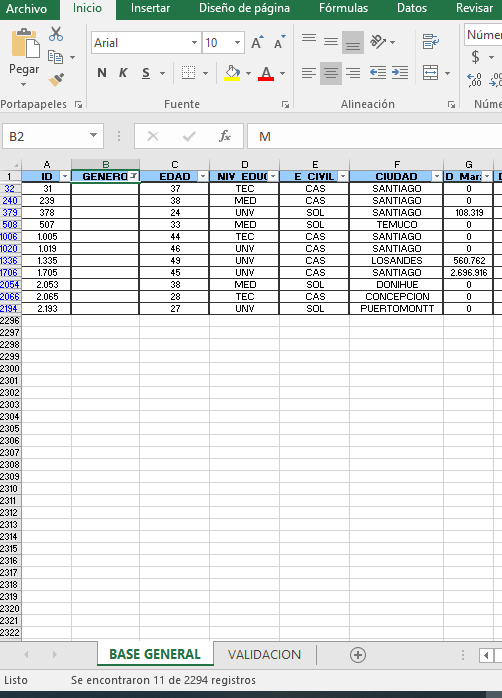 Archivo Inicio Insertar Diseño de página Fórmulas Datos Revisar
Pegar
Arial 10 A A
N K S A
$
Portapapeles Fuente Alineación Núme
B2 fx M
A B C D E F G
1 ID GENERO EDAD NIV_EDUC E_CIVIL CIUDAD D_Mar
32 31 37 TEC CAS SANTIAGO 0
240 239 38 MED CAS SANTIAGO 0
379 378 24 UNV SOL SANTIAGO 108.319
508 507 33 MED SOL TEMUCO 0
1006 1.005 44 TEC CAS SANTIAGO 0
1020 1.019 46 UNV CAS SANTIAGO 0
1336 1.335 49 UNV CAS LOSANDES 560.762
1706 1.705 45 UNV CAS SANTIAGO 2.696.916
2054 2.053 38 MED SOL DONIHUE 0
2066 2.065 28 TEC CAS CONCEPCION 0
2194 2.193 27 UNV SOL PUERTOMONTT 0
2296
2297
2298
2299
2300
2301
2302
2303
2304
2305
2306
2307
2308
2309
2310
2311
2312
2313
2314
2315
2316
2317
2318
2319
2320
2321
2322
BASE GENERAL VALIDACION
Listo Se encontraron 11 de 2294 registros